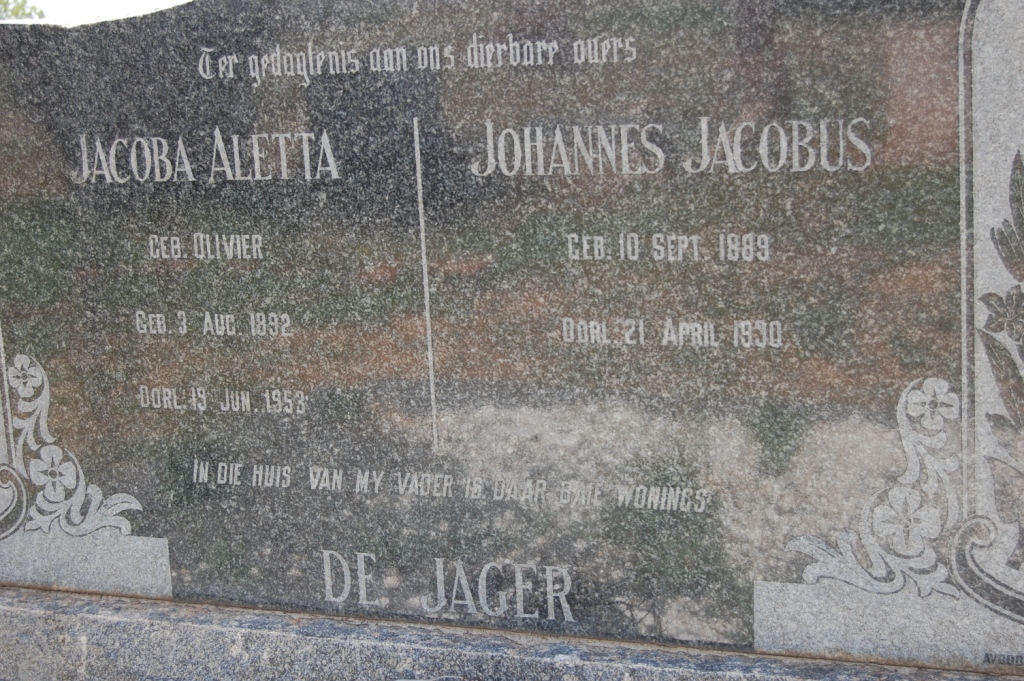 Ter gedagtenis aan ons dierbare ouers
JACOBA ALETTA
GEB. OLIVIER
GEB. 3 AUG. 1892
OORL. 19 JUN. 1953
JOHANNES JACOBUS
GEB. 10 SEPT. 1889
OORL. 21 APRIL 1930
IN DIE HUIS VAN MY VADER IS DAAR BAIE WONINGS
DE JAGER